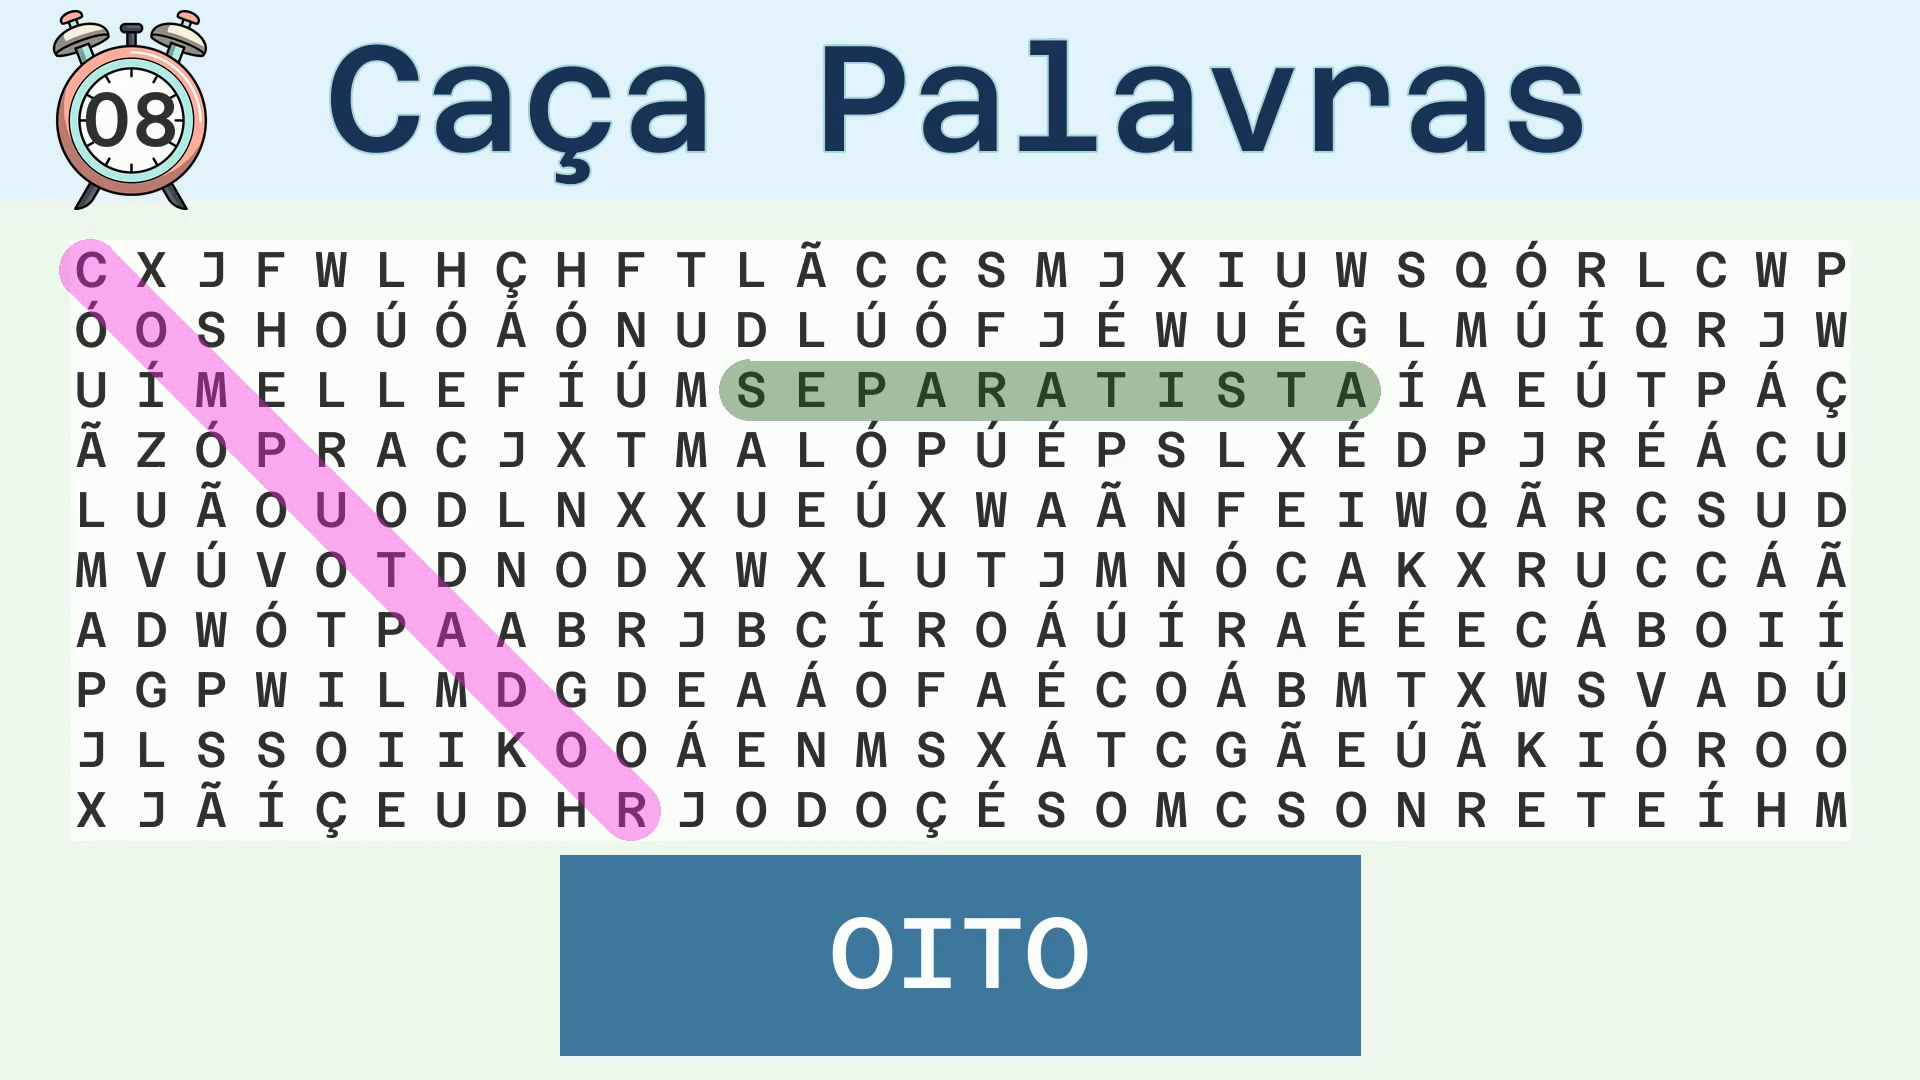 08
Caça Palavras
C X J F W L H Ç H F T L Ã C C S M J X I U W S Q Ó R L C W P
Ó O S H O Ú Ó Á Ó N U D L Ú Ó F J É W U É G L M Ú Í Q R J W
U Í M E L L E F Í Ú M S E P A R A T I S T A Í A E Ú T P Á Ç
Ã Z Ó P R A C J X T M A L Ó P Ú É P S L X É D P J R É Á C U
L U Ã O U O D L N X X U E Ú X W A Ã N F E I W Q Ã R C S U D
M V Ú V O T D N O D X W X L U T J M N Ó C A K X R U C C Á Ã
A D W Ó T P A A B R J B C Í R O Á Ú Í R A É É E C Á B O I Í
P G P W I L M D G D E A Á O F A É C O Á B M T X W S V A D Ú
J L S S O I I K O O Á E N M S X Á T C G Ã E Ú Ã K I Ó R O O
X J Ã Í Ç E U D H R J O D O Ç É S O M C S O N R E T E Í H M
OITO